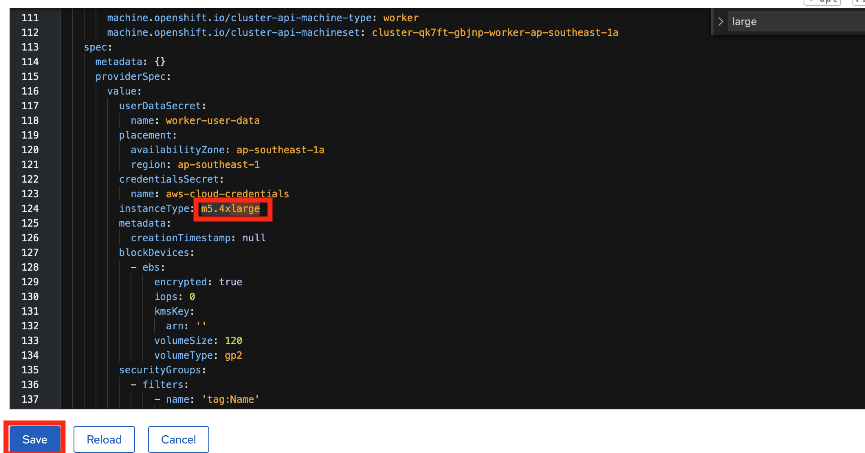 large
111 machine.openshift.io/cluster-api-machine-type: worker
112 machine.openshift.io/cluster-api-machineset: cluster-qk7ft-gbjnp-worker-ap-southeast-1a
113 spec:
114 metadata: {}
115 providerSpec:
116 value:
117 userDataSecret:
118 name: worker-user-data
119 placement:
120 availabilityZone: ap-southeast-1a
121 region: ap-southeast-1
122 credentialsSecret:
123 name: aws-cloud-credentials
124 instanceType: m5.4xlarge
125 metadata:
126 creationTimestamp: null
127 blockDevices:
128 - ebs:
129 encrypted: true
130 iops: 0
131 kmsKey:
132 arn: ''
133 volumeSize: 120
134 volumeType: gp2
135 securityGroups:
136 - filters:
137 - name: 'tag:Name'
Save Reload Cancel